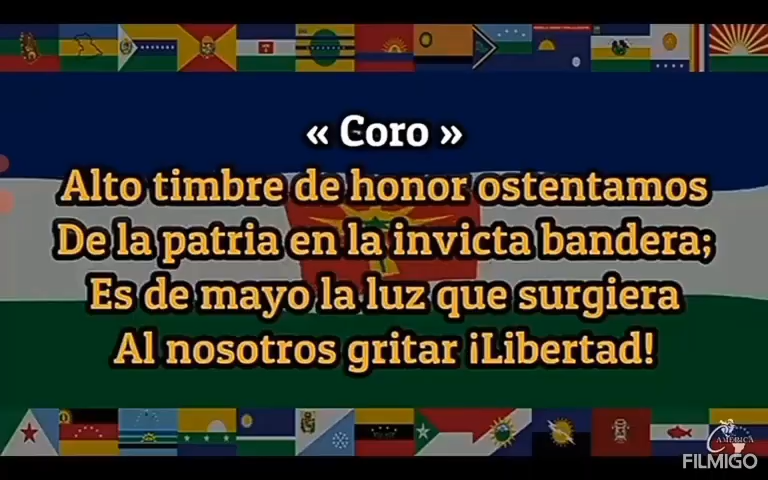 « Coro »
Alto timbre de honor ostentamos
De la patria en la invicta bandera;
Es de mayo la luz que surgiera
Al nosotros gritar ¡Libertad!
AMÉRICA
FILMIGO